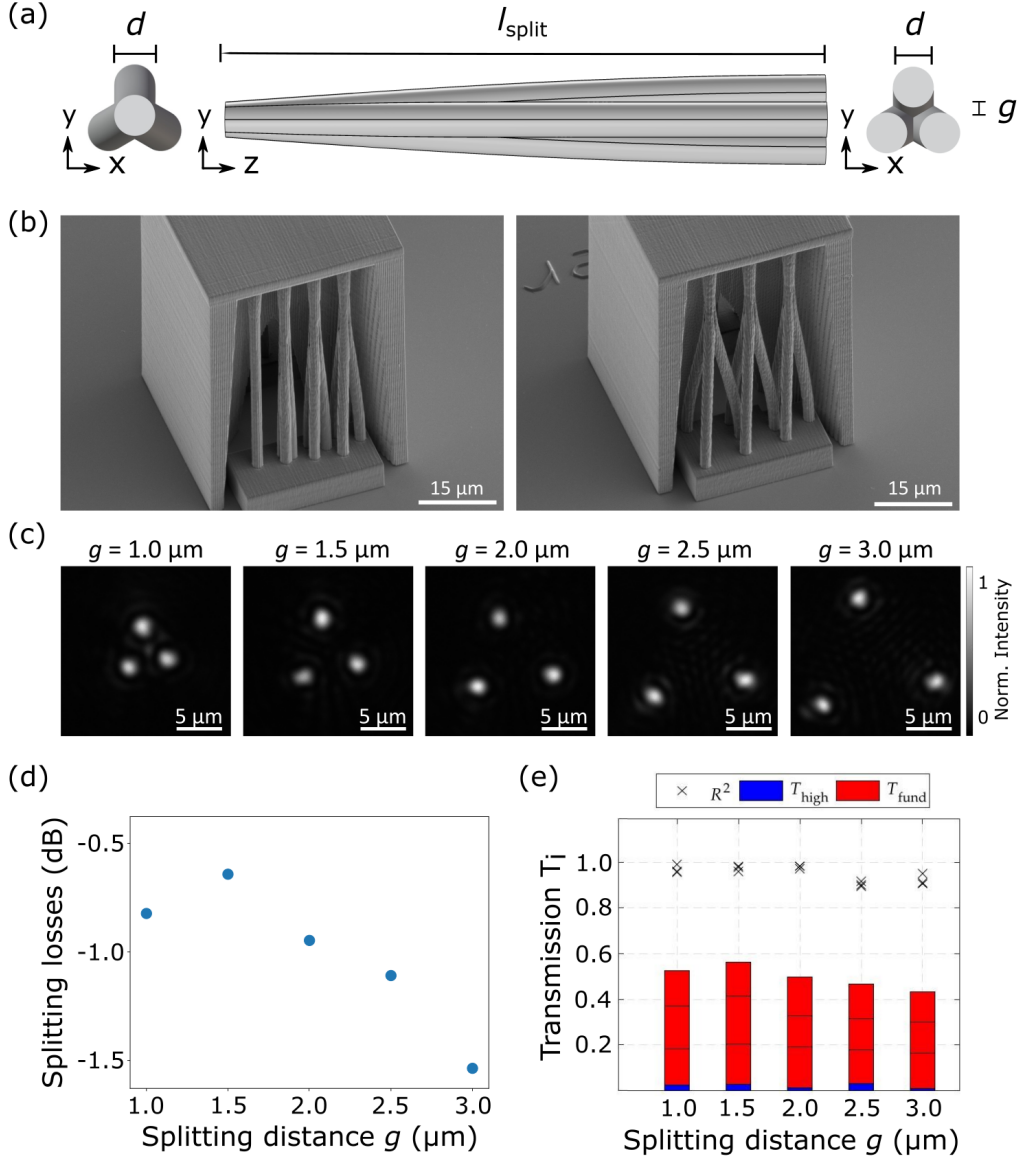 (a)
d
l split
d
y
x
y
z
y
x
g
(b)
15 µm
15 µm
(c)
g = 1.0 µm
g = 1.5 µm
g = 2.0 µm
g = 2.5 µm
g = 3.0 µm
5 µm
5 µm
5 µm
5 µm
5 µm
1
0
Norm. Intensity
(d)
-0.5
-1.0
-1.5
Splitting losses (dB)
1.0 1.5 2.0 2.5 3.0
Splitting distance g (µm)
(e)
R² T high T fund
1.0
0.8
0.6
0.4
0.2
Transmission Ti
1.0 1.5 2.0 2.5 3.0
Splitting distance g (µm)